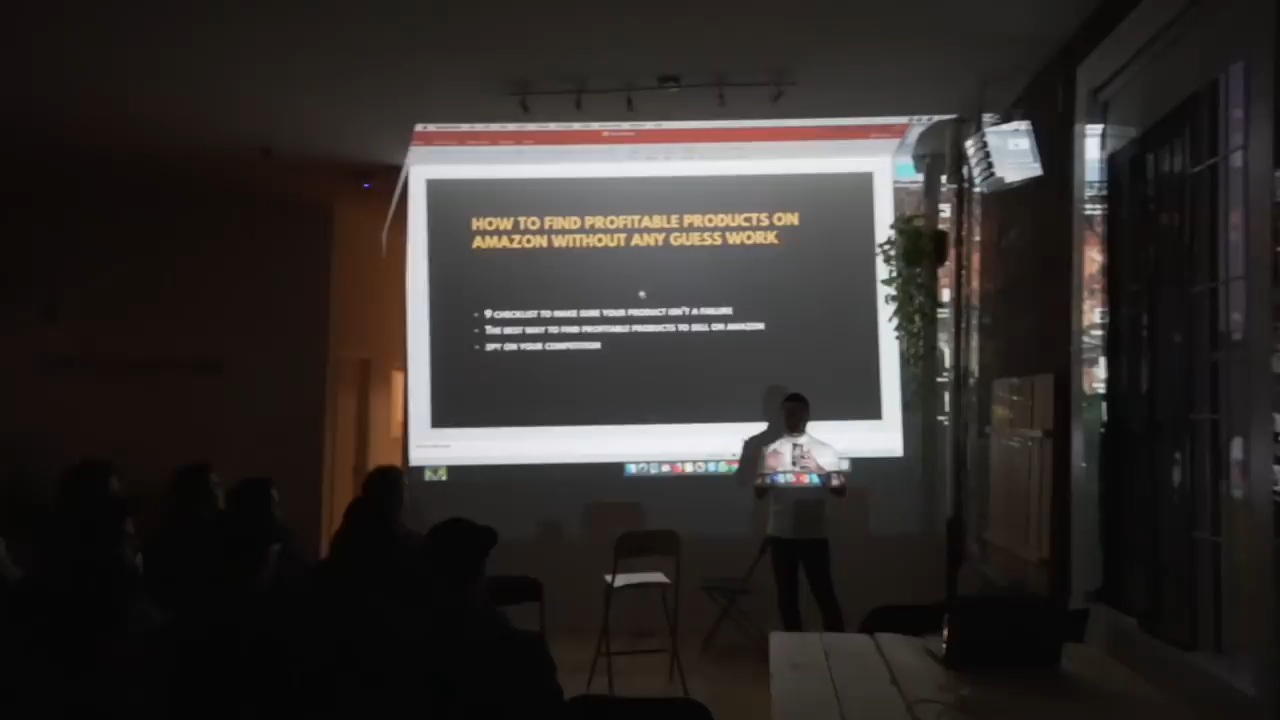 HOW TO FIND PROFITABLE PRODUCTS ON
AMAZON WITHOUT ANY GUESS WORK
- 9 CHECKLIST TO MAKE SURE YOUR PRODUCT ISN'T A FAILURE
- THE BEST WAY TO FIND PROFITABLE PRODUCTS TO SELL ON AMAZON
- SPY ON YOUR COMPETITION